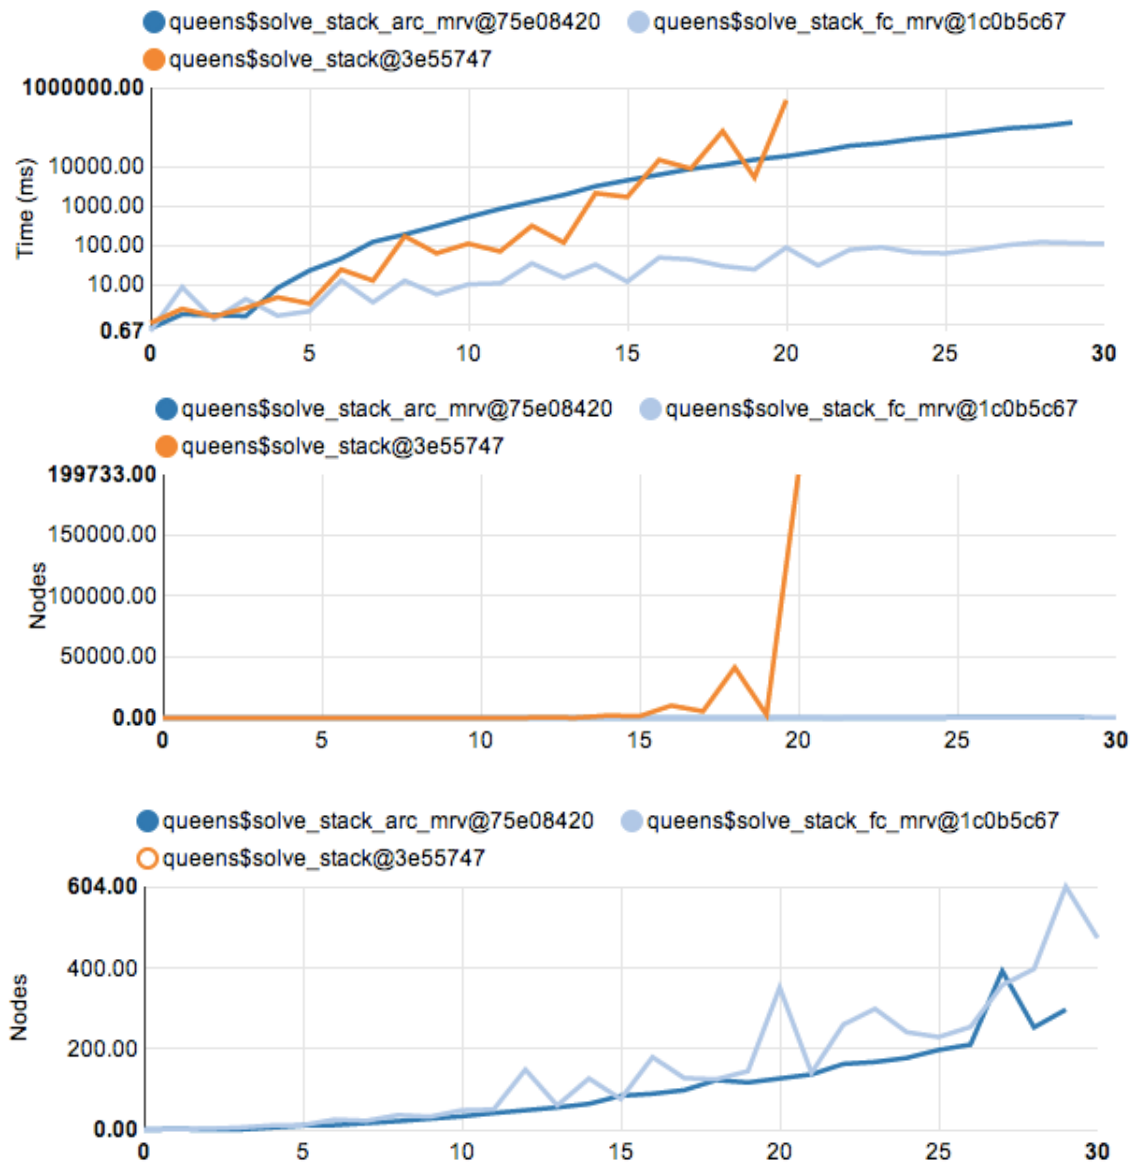 queens$solve_stack_arc_mrv@75e08420 queens$solve_stack_fc_mrv@1c0b5c67
queens$solve_stack@3e55747
1000000.00
10000.00
1000.00
100.00
10.00
0.67
Time (ms)
0 5 10 15 20 25 30
queens$solve_stack_arc_mrv@75e08420 queens$solve_stack_fc_mrv@1c0b5c67
queens$solve_stack@3e55747
199733.00
150000.00
100000.00
50000.00
0.00
Nodes
0 5 10 15 20 25 30
queens$solve_stack_arc_mrv@75e08420 queens$solve_stack_fc_mrv@1c0b5c67
queens$solve_stack@3e55747
604.00
400.00
200.00
0.00
Nodes
0 5 10 15 20 25 30